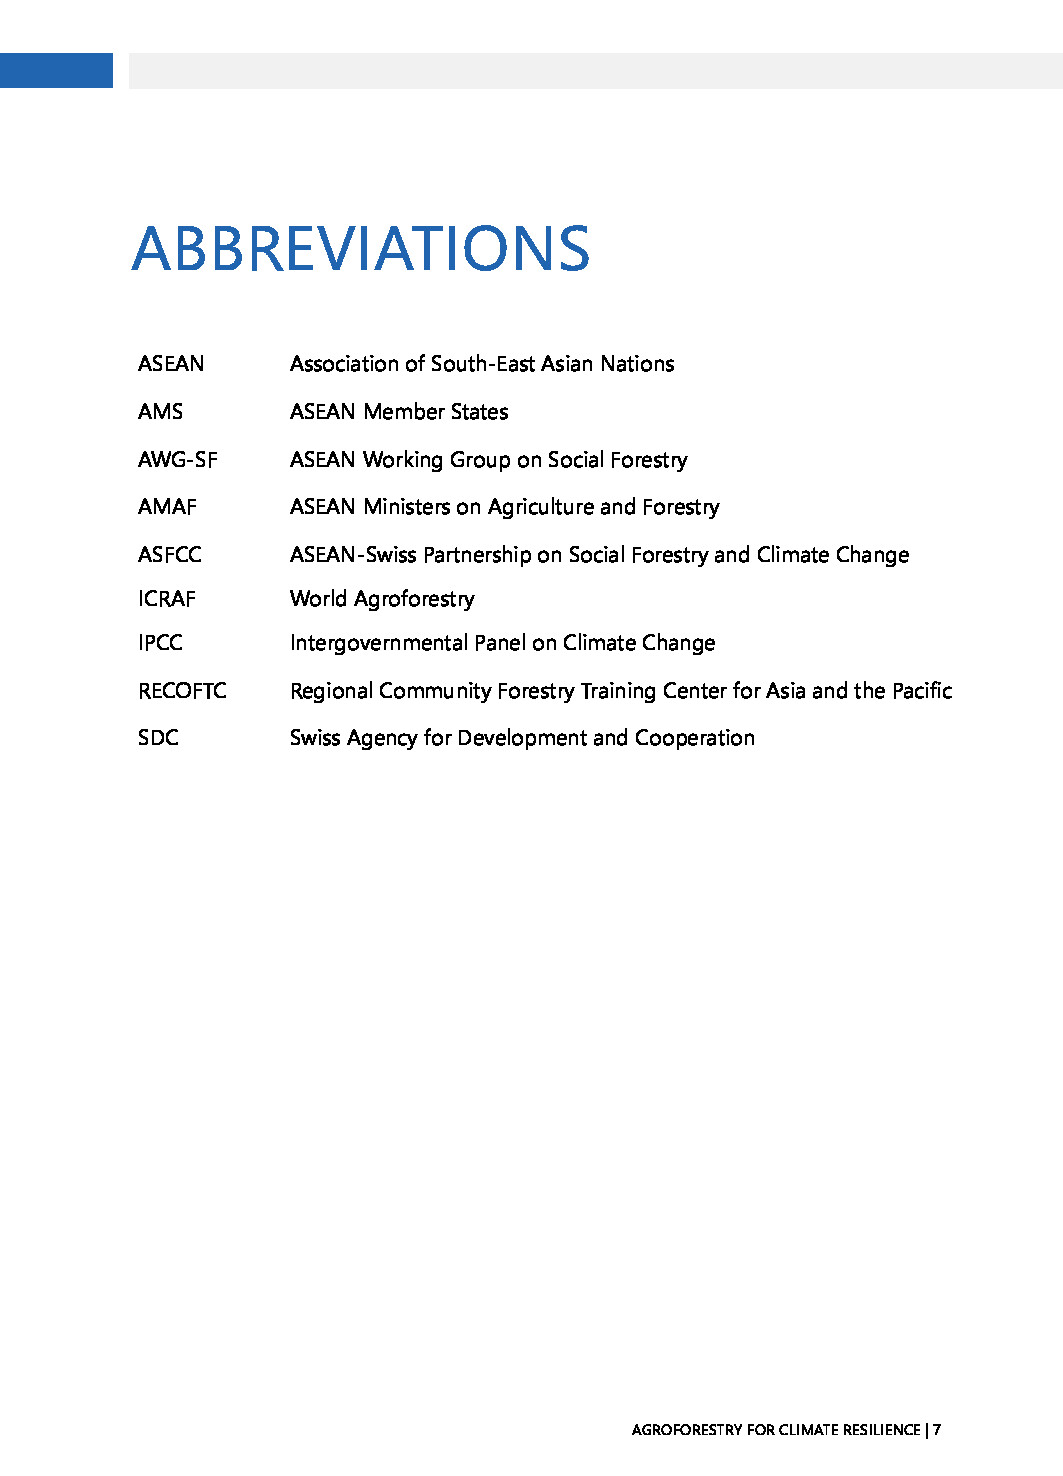 ABBREVIATIONS
ASEAN Association of South-East Asian Nations
AMS ASEAN Member States
AWG-SF ASEAN Working Group on Social Forestry
AMAF ASEAN Ministers on Agriculture and Forestry
ASFCC ASEAN-Swiss Partnership on Social Forestry and Climate Change
ICRAF World Agroforestry
IPCC Intergovernmental Panel on Climate Change
RECOFTC Regional Community Forestry Training Center for Asia and the Pacific
SDC Swiss Agency for Development and Cooperation
AGROFORESTRY FOR CLIMATE RESILIENCE | 7